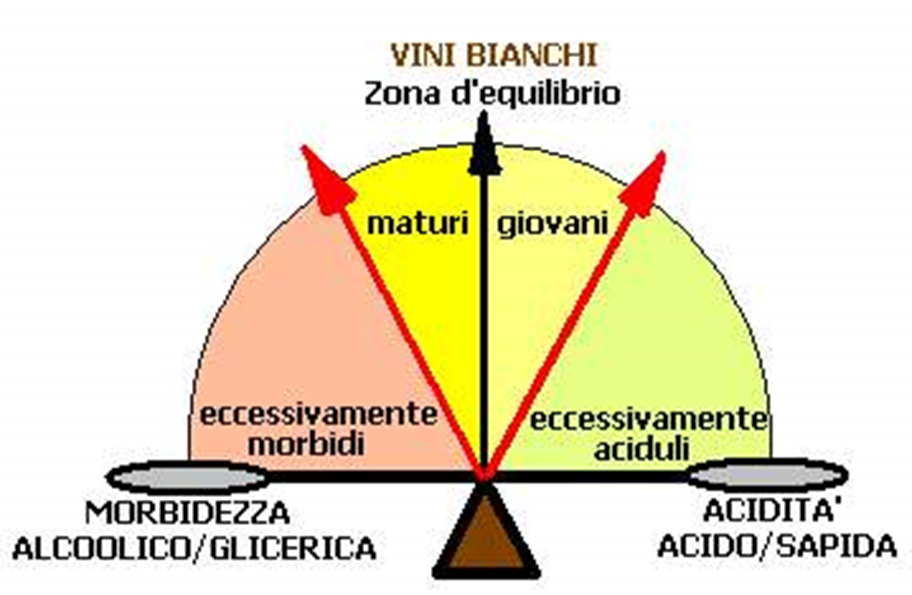 VINI BIANCHI
Zona d'equilibrio
maturi
giovani
eccessivamente
morbidi
eccessivamente
aciduli
MORBIDEZZA
ALCOOLICO/GLICERICA
ACIDITA'
ACIDO/SAPIDA